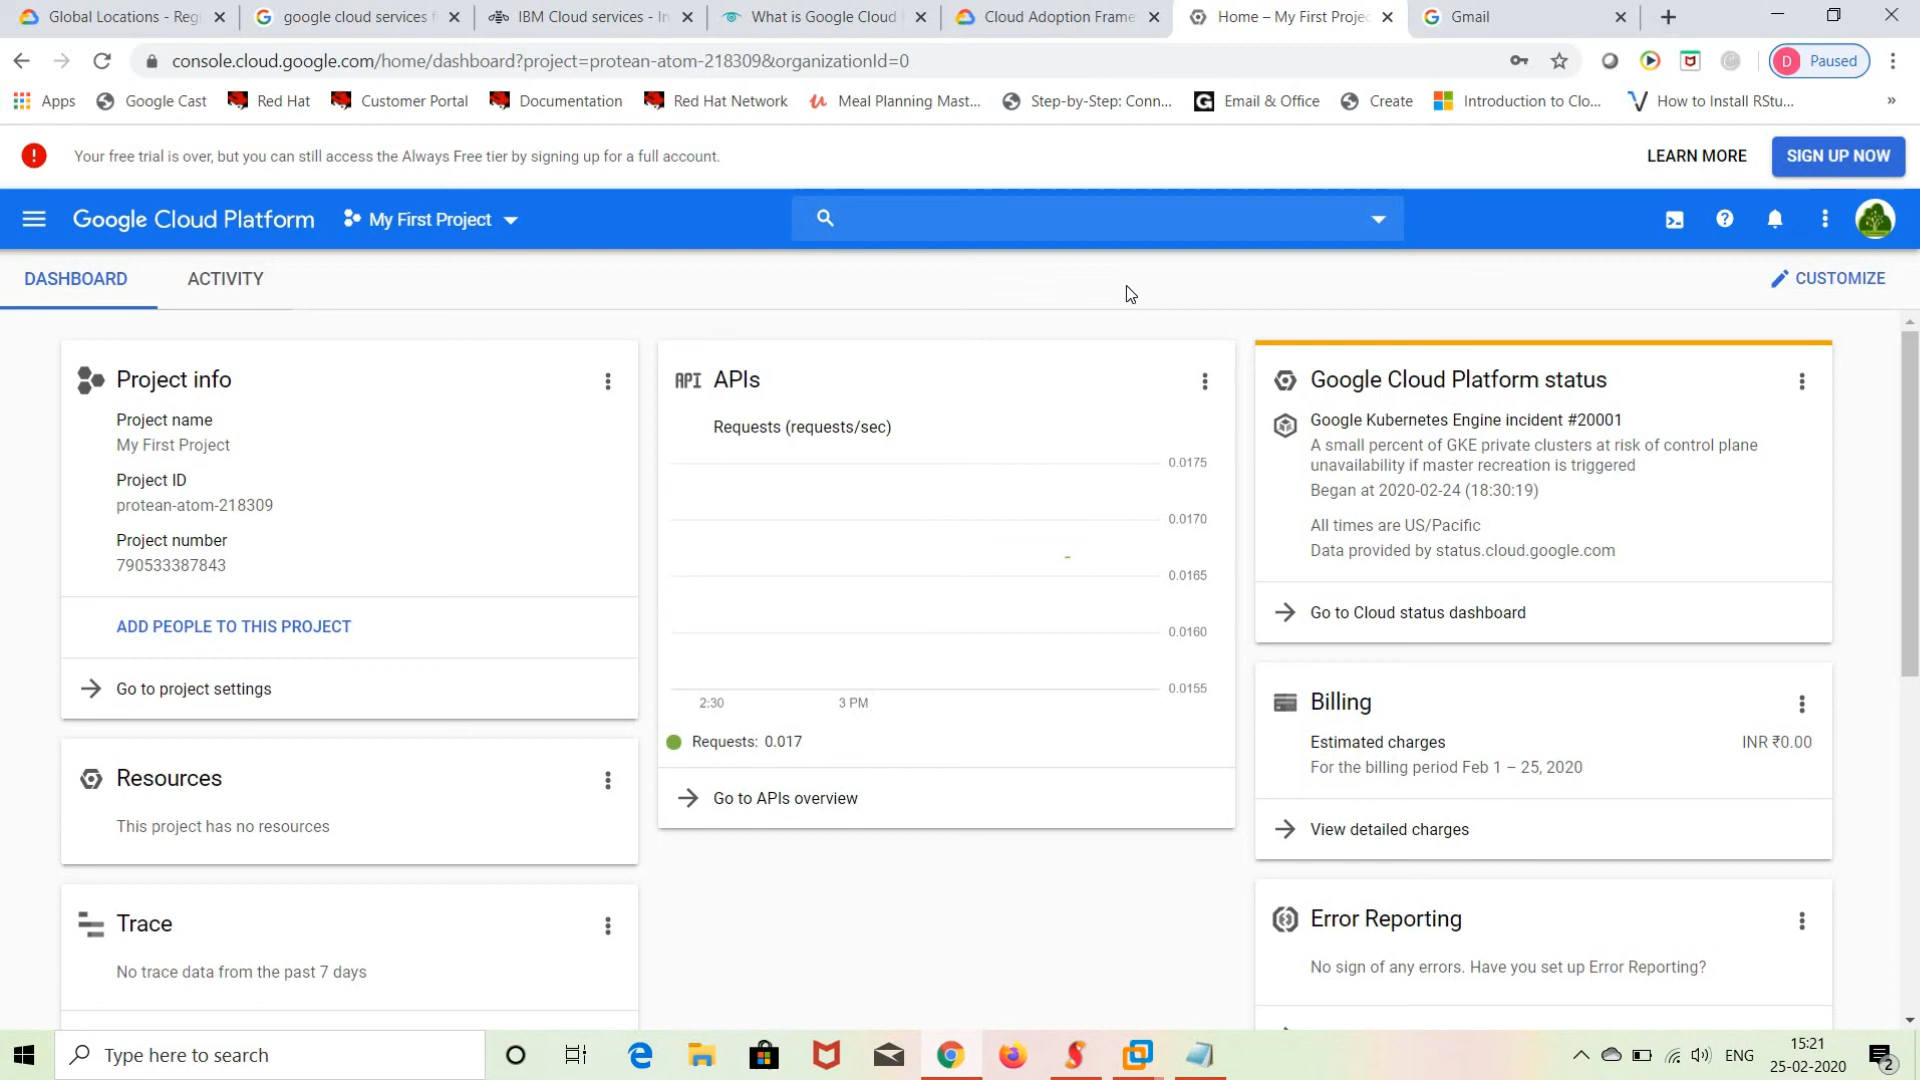 Global Locations - Reg
google cloud services f
IBM Cloud services - In
What is Google Cloud
Cloud Adoption Frame
Home – My First Projec
Gmail
console.cloud.google.com/home/dashboard?project=protean-atom-218309&organizationId=0
D Paused
Apps
Google Cast
Red Hat
Customer Portal
Documentation
Red Hat Network
Meal Planning Mast...
Step-by-Step: Conn...
Email & Office
Create
Introduction to Clo...
How to Install RStu...
»
Your free trial is over, but you can still access the Always Free tier by signing up for a full account.
LEARN MORE
SIGN UP NOW
Google Cloud Platform
My First Project
DASHBOARD
ACTIVITY
CUSTOMIZE
Project info
Project name
My First Project
Project ID
protean-atom-218309
Project number
790533387843
ADD PEOPLE TO THIS PROJECT
Go to project settings
Resources
This project has no resources
Trace
No trace data from the past 7 days
API APIs
Requests (requests/sec)
0.0175
0.0170
0.0165
0.0160
0.0155
2:30
3 PM
Requests: 0.017
Go to APIs overview
Google Cloud Platform status
Google Kubernetes Engine incident #20001
A small percent of GKE private clusters at risk of control plane
unavailability if master recreation is triggered
Began at 2020-02-24 (18:30:19)
All times are US/Pacific
Data provided by status.cloud.google.com
Go to Cloud status dashboard
Billing
Estimated charges
INR ₹0.00
For the billing period Feb 1 – 25, 2020
View detailed charges
Error Reporting
No sign of any errors. Have you set up Error Reporting?
Type here to search
ENG
15:21
25-02-2020
2